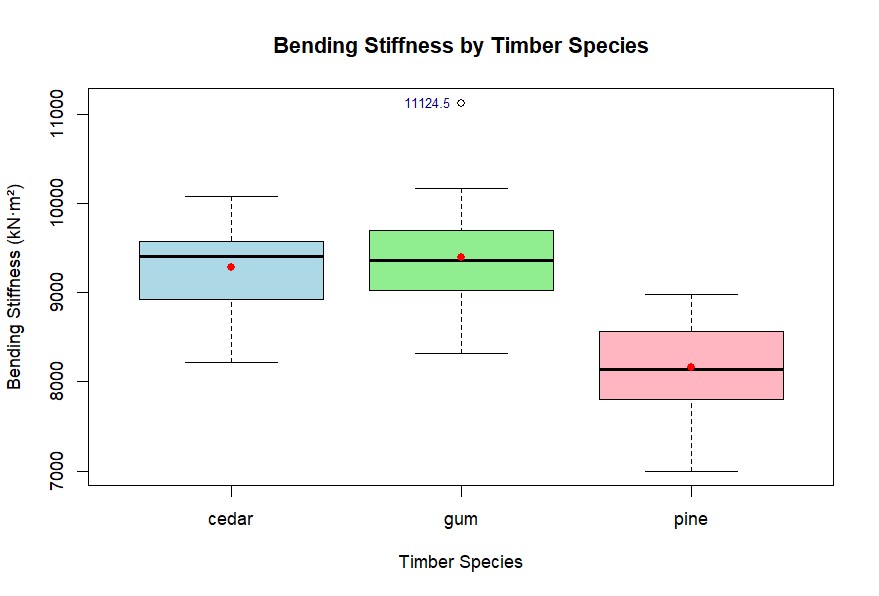 Bending Stiffness by Timber Species
Bending Stiffness (kN·m²)
11000
10000
9000
8000
7000
11124.5
cedar
gum
pine
Timber Species